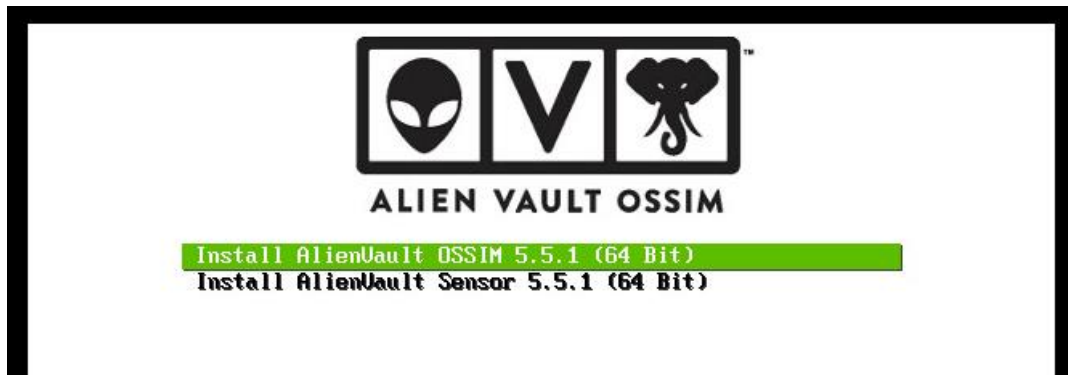 V ™
ALIEN VAULT OSSIM
Install AlienVault OSSIM 5.5.1 (64 Bit)
Install AlienVault Sensor 5.5.1 (64 Bit)